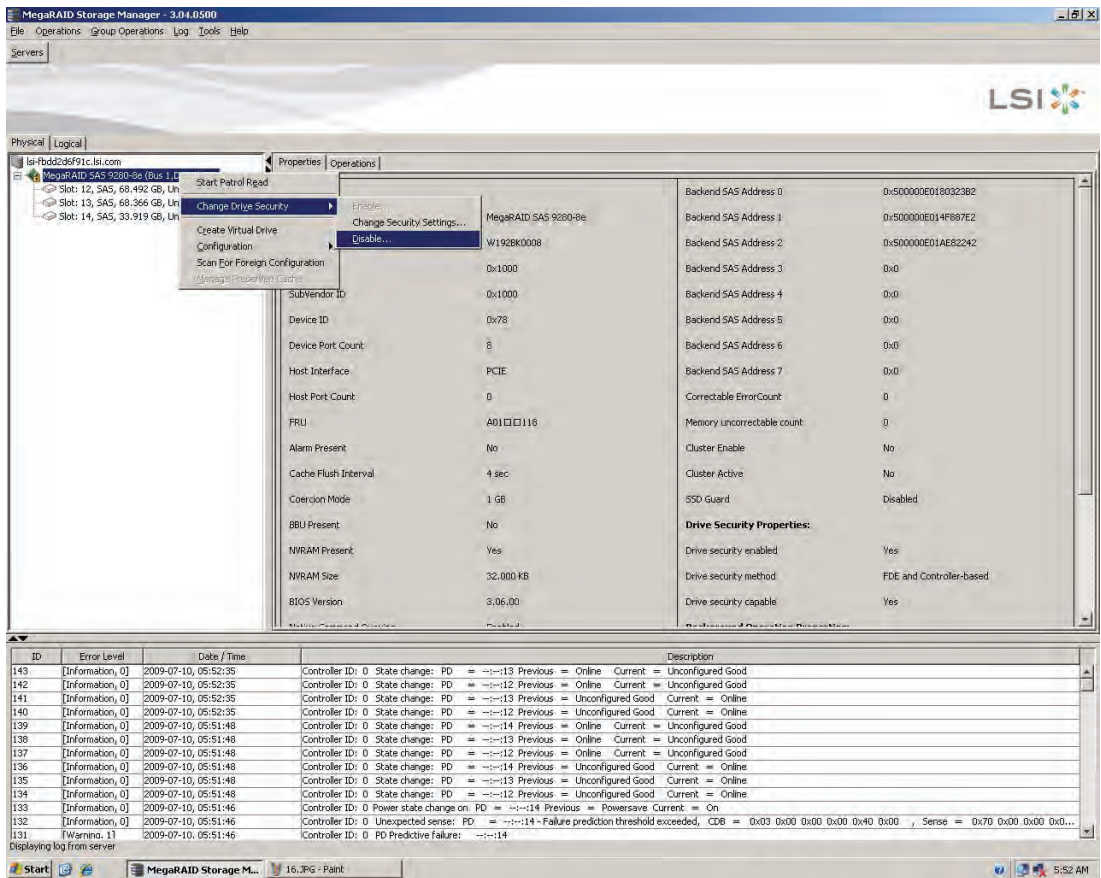 MegaRAID Storage Manager - 3.04.0500
File Operations Group Operations Log Tools Help
Servers
LSI
Physical Logical
lsi-fbdd2d6f91c.lsi.com
MegaRAID SAS 9280-8e (Bus 1,D
Slot: 12, SAS, 68.492 GB, Un
Slot: 13, SAS, 68.366 GB, Un
Slot: 14, SAS, 33.919 GB, Un
Start Patrol Read
Change Drive Security
Create Virtual Drive
Configuration
Scan For Foreign Configuration
Manage Preserved Cache
Enable...
Change Security Settings...
Disable...
Properties Operations
MegaRAID SAS 9280-8e
W192BK0008
0x1000
SubVendor ID 0x1000
Device ID 0x78
Device Port Count 8
Host Interface PCIE
Host Port Count 0
FRU A01□□118
Alarm Present No
Cache Flush Interval 4 sec
Coercion Mode 1 GB
BBU Present No
NVRAM Present Yes
NVRAM Size 32.000 KB
BIOS Version 3.06.00
Native Command Queuing Enabled
Backend SAS Address 0 0x500000E0180323B2
Backend SAS Address 1 0x500000E014F887E2
Backend SAS Address 2 0x500000E01AE82242
Backend SAS Address 3 0x0
Backend SAS Address 4 0x0
Backend SAS Address 5 0x0
Backend SAS Address 6 0x0
Backend SAS Address 7 0x0
Correctable ErrorCount 0
Memory uncorrectable count 0
Cluster Enable No
Cluster Active No
SSD Guard Disabled
Drive Security Properties:
Drive security enabled Yes
Drive security method FDE and Controller-based
Drive security capable Yes
Background Operation Properties:
ID Error Level Date / Time Description
143 [Information, 0] 2009-07-10, 05:52:35 Controller ID: 0 State change: PD = --:--:13 Previous = Online Current = Unconfigured Good
142 [Information, 0] 2009-07-10, 05:52:35 Controller ID: 0 State change: PD = --:--:12 Previous = Online Current = Unconfigured Good
141 [Information, 0] 2009-07-10, 05:52:35 Controller ID: 0 State change: PD = --:--:13 Previous = Unconfigured Good Current = Online
140 [Information, 0] 2009-07-10, 05:52:35 Controller ID: 0 State change: PD = --:--:12 Previous = Unconfigured Good Current = Online
139 [Information, 0] 2009-07-10, 05:51:48 Controller ID: 0 State change: PD = --:--:14 Previous = Online Current = Unconfigured Good
138 [Information, 0] 2009-07-10, 05:51:48 Controller ID: 0 State change: PD = --:--:13 Previous = Online Current = Unconfigured Good
137 [Information, 0] 2009-07-10, 05:51:48 Controller ID: 0 State change: PD = --:--:12 Previous = Online Current = Unconfigured Good
136 [Information, 0] 2009-07-10, 05:51:48 Controller ID: 0 State change: PD = --:--:14 Previous = Unconfigured Good Current = Online
135 [Information, 0] 2009-07-10, 05:51:48 Controller ID: 0 State change: PD = --:--:13 Previous = Unconfigured Good Current = Online
134 [Information, 0] 2009-07-10, 05:51:48 Controller ID: 0 State change: PD = --:--:12 Previous = Unconfigured Good Current = Online
133 [Information, 0] 2009-07-10, 05:51:46 Controller ID: 0 Power state change on PD = --:--:14 Previous = Powersave Current = On
132 [Information, 0] 2009-07-10, 05:51:46 Controller ID: 0 Unexpected sense: PD = --:--:14 - Failure prediction threshold exceeded, CDB = 0x03 0x00 0x00 0x00 0x40 0x00 , Sense = 0x70 0x00 0x00 0x0...
131 [Warning, 1] 2009-07-10, 05:51:46 Controller ID: 0 PD Predictive failure: --:--:14
Displaying log from server
Start MegaRAID Storage M... 16.JPG - Paint 5:52 AM